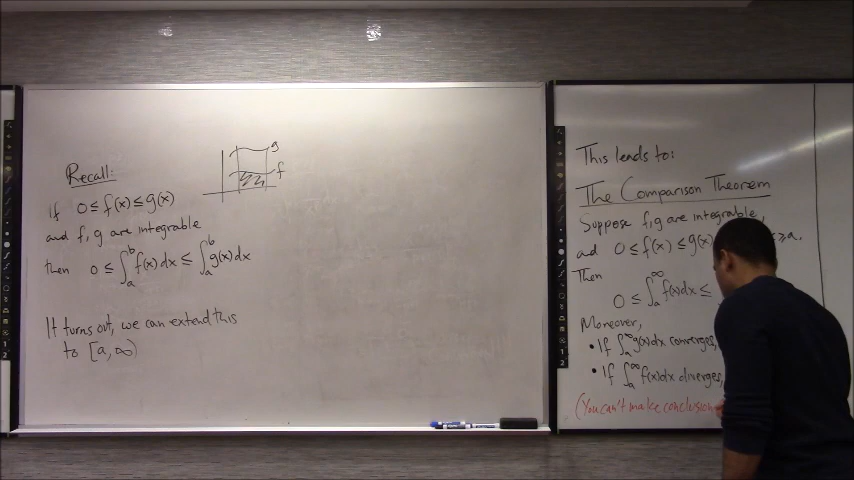 Recall:
g
f
If 0 ≤ f(x) ≤ g(x)
and f, g are integrable
then 0 ≤ ∫_a^b f(x) dx ≤ ∫_a^b g(x) dx
It turns out, we can extend this
to [a, ∞)
This leads to:
The Comparison Theorem
Suppose f, g are integrable,
ad 0 ≤ f(x) ≤ g(x) ≥ a.
Then
0 ≤ ∫_a^∞ f(x) dx ≤
Moreover,
• If ∫_a^∞ g(x) dx converges,
• If ∫_a^∞ f(x) dx diverges,
(You can't make conclusion